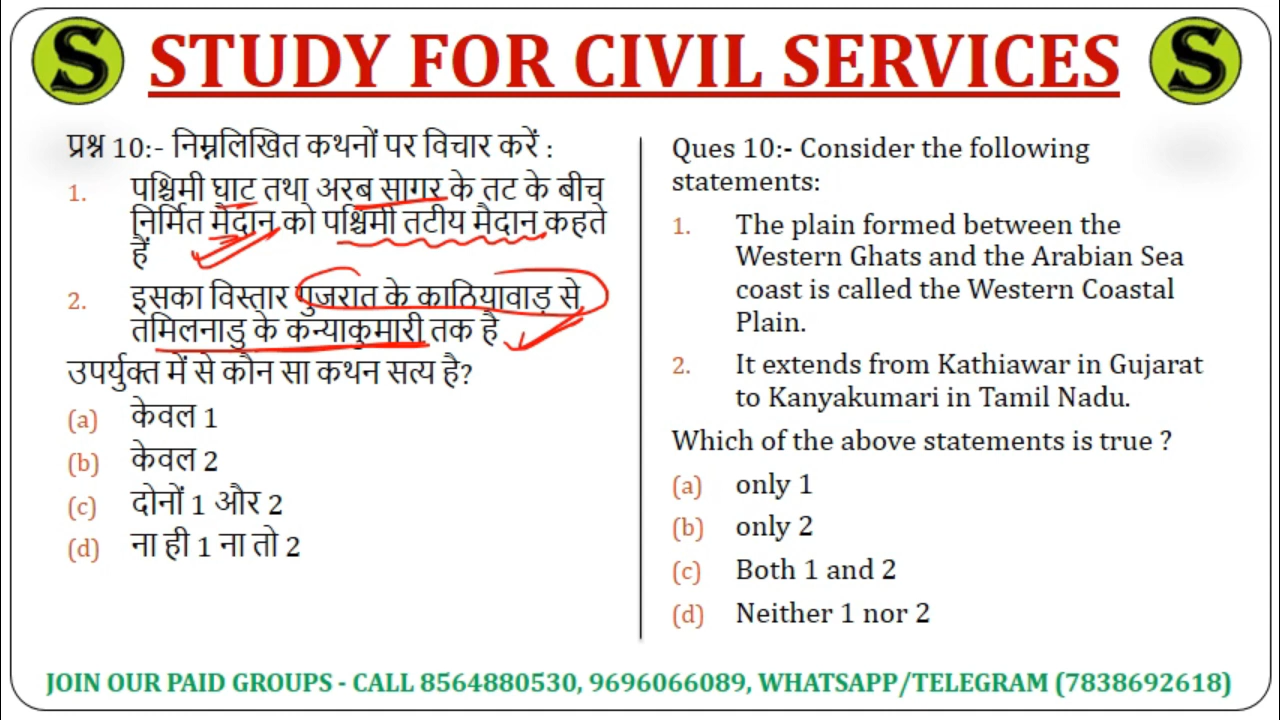 S STUDY FOR CIVIL SERVICES S
प्रश्न 10:- निम्नलिखित कथनों पर विचार करें :
1. पश्चिमी घाट तथा अरब सागर के तट के बीच
निर्मित मैदान को पश्चिमी तटीय मैदान कहते
हैं
2. इसका विस्तार गुजरात के काठियावाड़ से
तमिलनाडु के कन्याकुमारी तक है
उपर्युक्त में से कौन सा कथन सत्य है?
(a) केवल 1
(b) केवल 2
(c) दोनों 1 और 2
(d) ना ही 1 ना तो 2
Ques 10:- Consider the following
statements:
1. The plain formed between the
Western Ghats and the Arabian Sea
coast is called the Western Coastal
Plain.
2. It extends from Kathiawar in Gujarat
to Kanyakumari in Tamil Nadu.
Which of the above statements is true ?
(a) only 1
(b) only 2
(c) Both 1 and 2
(d) Neither 1 nor 2
JOIN OUR PAID GROUPS - CALL 8564880530, 9696066089, WHATSAPP/TELEGRAM (7838692618)